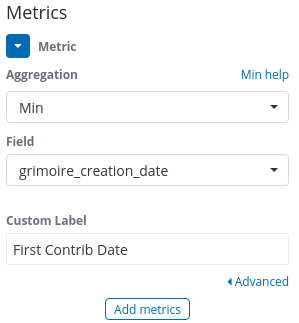 Metrics
Metric
Aggregation Min help
Min
Field
grimoire_creation_date
Custom Label
First Contrib Date
Advanced
Add metrics